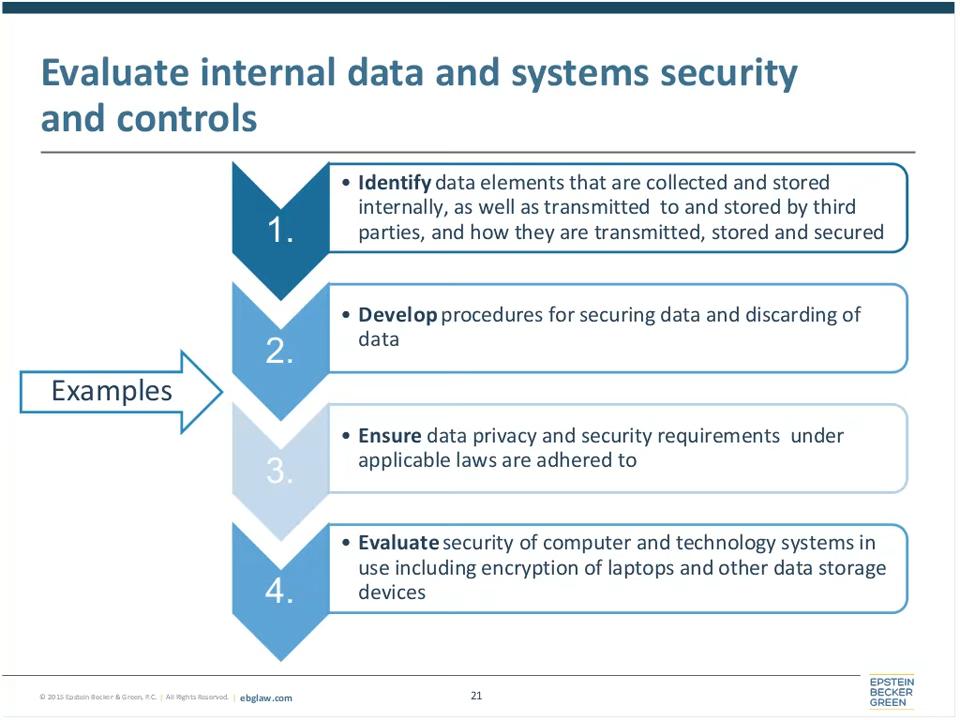 Evaluate internal data and systems security
and controls
1.
• Identify data elements that are collected and stored
internally, as well as transmitted to and stored by third
parties, and how they are transmitted, stored and secured
2.
• Develop procedures for securing data and discarding of
data
Examples
3.
• Ensure data privacy and security requirements under
applicable laws are adhered to
4.
• Evaluate security of computer and technology systems in
use including encryption of laptops and other data storage
devices
© 2015 Epstein Becker & Green, P.C. | All Rights Reserved. | ebglaw.com
21
EPSTEIN
BECKER
GREEN